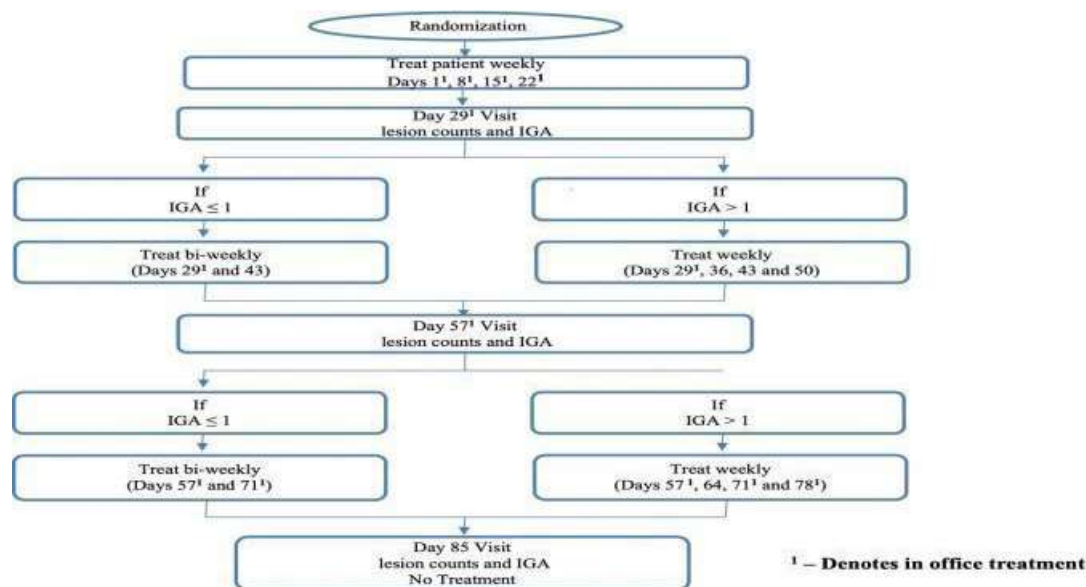 Randomization
Treat patient weekly
Days 1¹, 8¹, 15¹, 22¹
Day 29¹ Visit
lesion counts and IGA
If
IGA ≤ 1
If
IGA > 1
Treat bi-weekly
(Days 29¹ and 43)
Treat weekly
(Days 29¹, 36, 43 and 50)
Day 57¹ Visit
lesion counts and IGA
If
IGA ≤ 1
If
IGA > 1
Treat bi-weekly
(Days 57¹ and 71¹)
Treat weekly
(Days 57¹, 64, 71¹ and 78¹)
Day 85 Visit
lesion counts and IGA
No Treatment
¹ – Denotes in office treatment